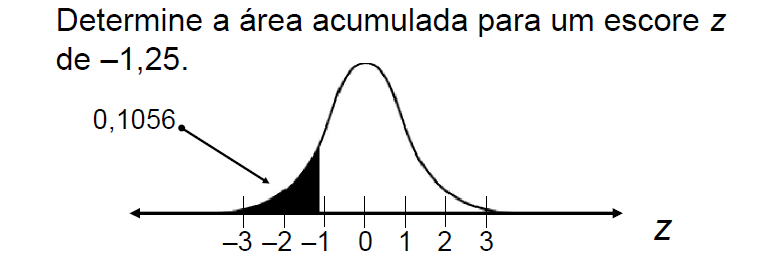 Determine a área acumulada para um escore z
de –1,25.
0,1056
–3 –2 –1 0 1 2 3
z